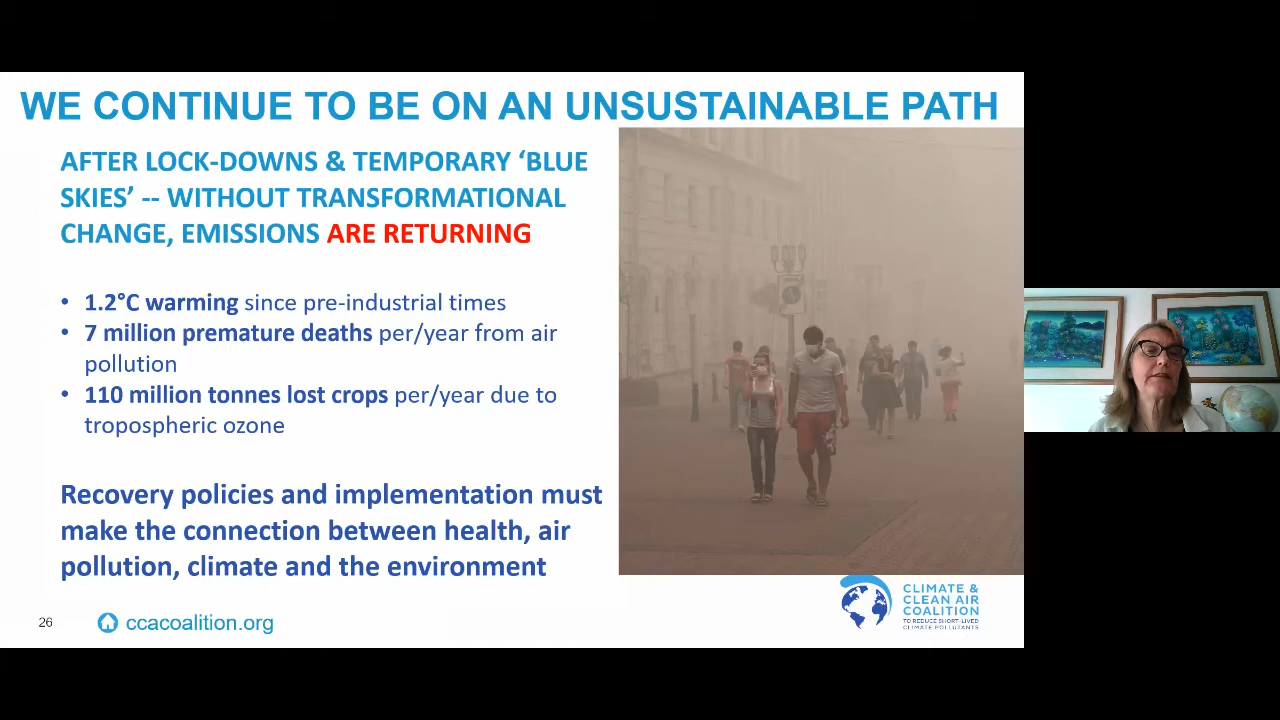 WE CONTINUE TO BE ON AN UNSUSTAINABLE PATH
AFTER LOCK-DOWNS & TEMPORARY ‘BLUE
SKIES’ -- WITHOUT TRANSFORMATIONAL
CHANGE, EMISSIONS ARE RETURNING
• 1.2°C warming since pre-industrial times
• 7 million premature deaths per/year from air
pollution
• 110 million tonnes lost crops per/year due to
tropospheric ozone
Recovery policies and implementation must
make the connection between health, air
pollution, climate and the environment
26
ccacoalition.org
CLIMATE &
CLEAN AIR
COALITION
TO REDUCE SHORT-LIVED
CLIMATE POLLUTANTS